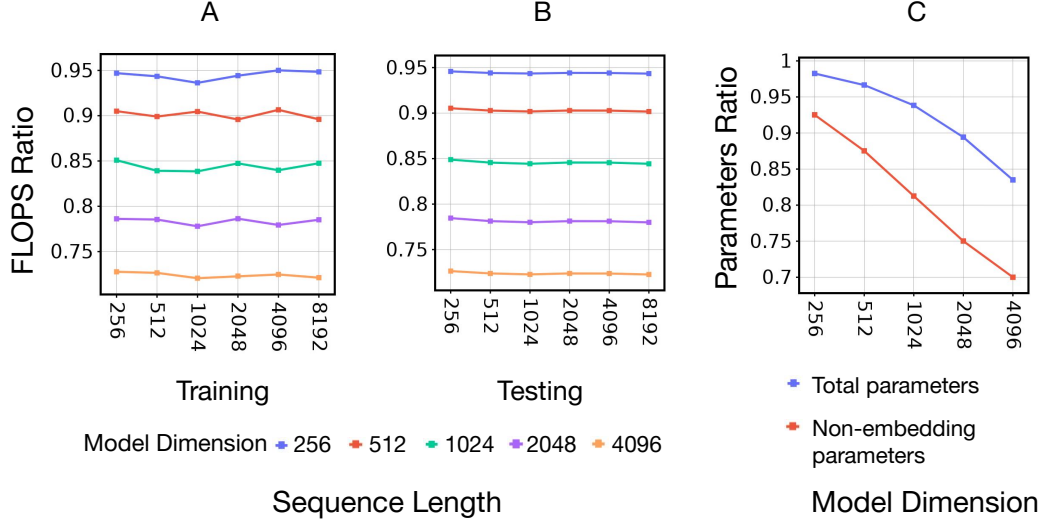 A
B
C
FLOPS Ratio
0.95
0.9
0.85
0.8
0.75
256
512
1024
2048
4096
8192
Training
0.95
0.9
0.85
0.8
0.75
256
512
1024
2048
4096
8192
Testing
Parameters Ratio
1
0.95
0.9
0.85
0.8
0.75
0.7
256
512
1024
2048
4096
Total parameters
Non-embedding
parameters
Model Dimension 256 512 1024 2048 4096
Sequence Length
Model Dimension